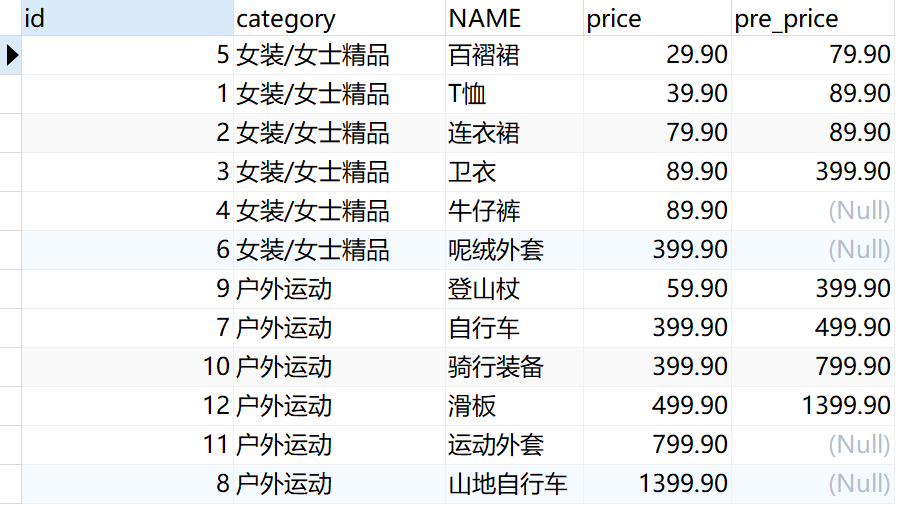 id category NAME price pre_price
5 女装/女士精品 百褶裙 29.90 79.90
1 女装/女士精品 T恤 39.90 89.90
2 女装/女士精品 连衣裙 79.90 89.90
3 女装/女士精品 卫衣 89.90 399.90
4 女装/女士精品 牛仔裤 89.90 (Null)
6 女装/女士精品 呢绒外套 399.90 (Null)
9 户外运动 登山杖 59.90 399.90
7 户外运动 自行车 399.90 499.90
10 户外运动 骑行装备 399.90 799.90
12 户外运动 滑板 499.90 1399.90
11 户外运动 运动外套 799.90 (Null)
8 户外运动 山地自行车 1399.90 (Null)